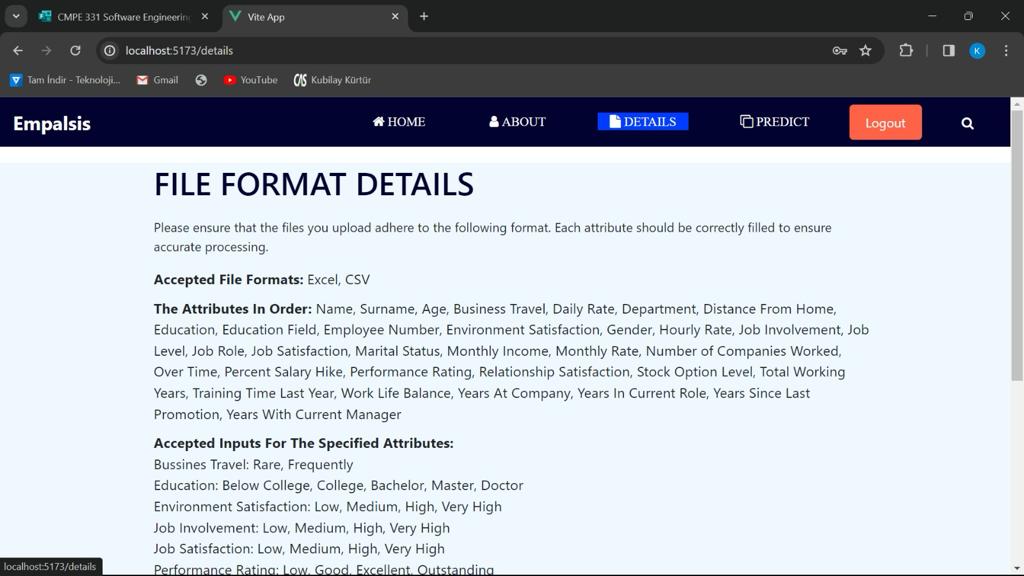 CMPE 331 Software Engineering
Vite App
localhost:5173/details
K
Tam İndir - Teknoloji...
Gmail
YouTube
Kubilay Kürtür
Empalsis
HOME
ABOUT
DETAILS
PREDICT
Logout
FILE FORMAT DETAILS
Please ensure that the files you upload adhere to the following format. Each attribute should be correctly filled to ensure
accurate processing.
Accepted File Formats: Excel, CSV
The Attributes In Order: Name, Surname, Age, Business Travel, Daily Rate, Department, Distance From Home,
Education, Education Field, Employee Number, Environment Satisfaction, Gender, Hourly Rate, Job Involvement, Job
Level, Job Role, Job Satisfaction, Marital Status, Monthly Income, Monthly Rate, Number of Companies Worked,
Over Time, Percent Salary Hike, Performance Rating, Relationship Satisfaction, Stock Option Level, Total Working
Years, Training Time Last Year, Work Life Balance, Years At Company, Years In Current Role, Years Since Last
Promotion, Years With Current Manager
Accepted Inputs For The Specified Attributes:
Bussines Travel: Rare, Frequently
Education: Below College, College, Bachelor, Master, Doctor
Environment Satisfaction: Low, Medium, High, Very High
Job Involvement: Low, Medium, High, Very High
Job Satisfaction: Low, Medium, High, Very High
Performance Rating: Low, Good, Excellent, Outstanding
localhost:5173/details